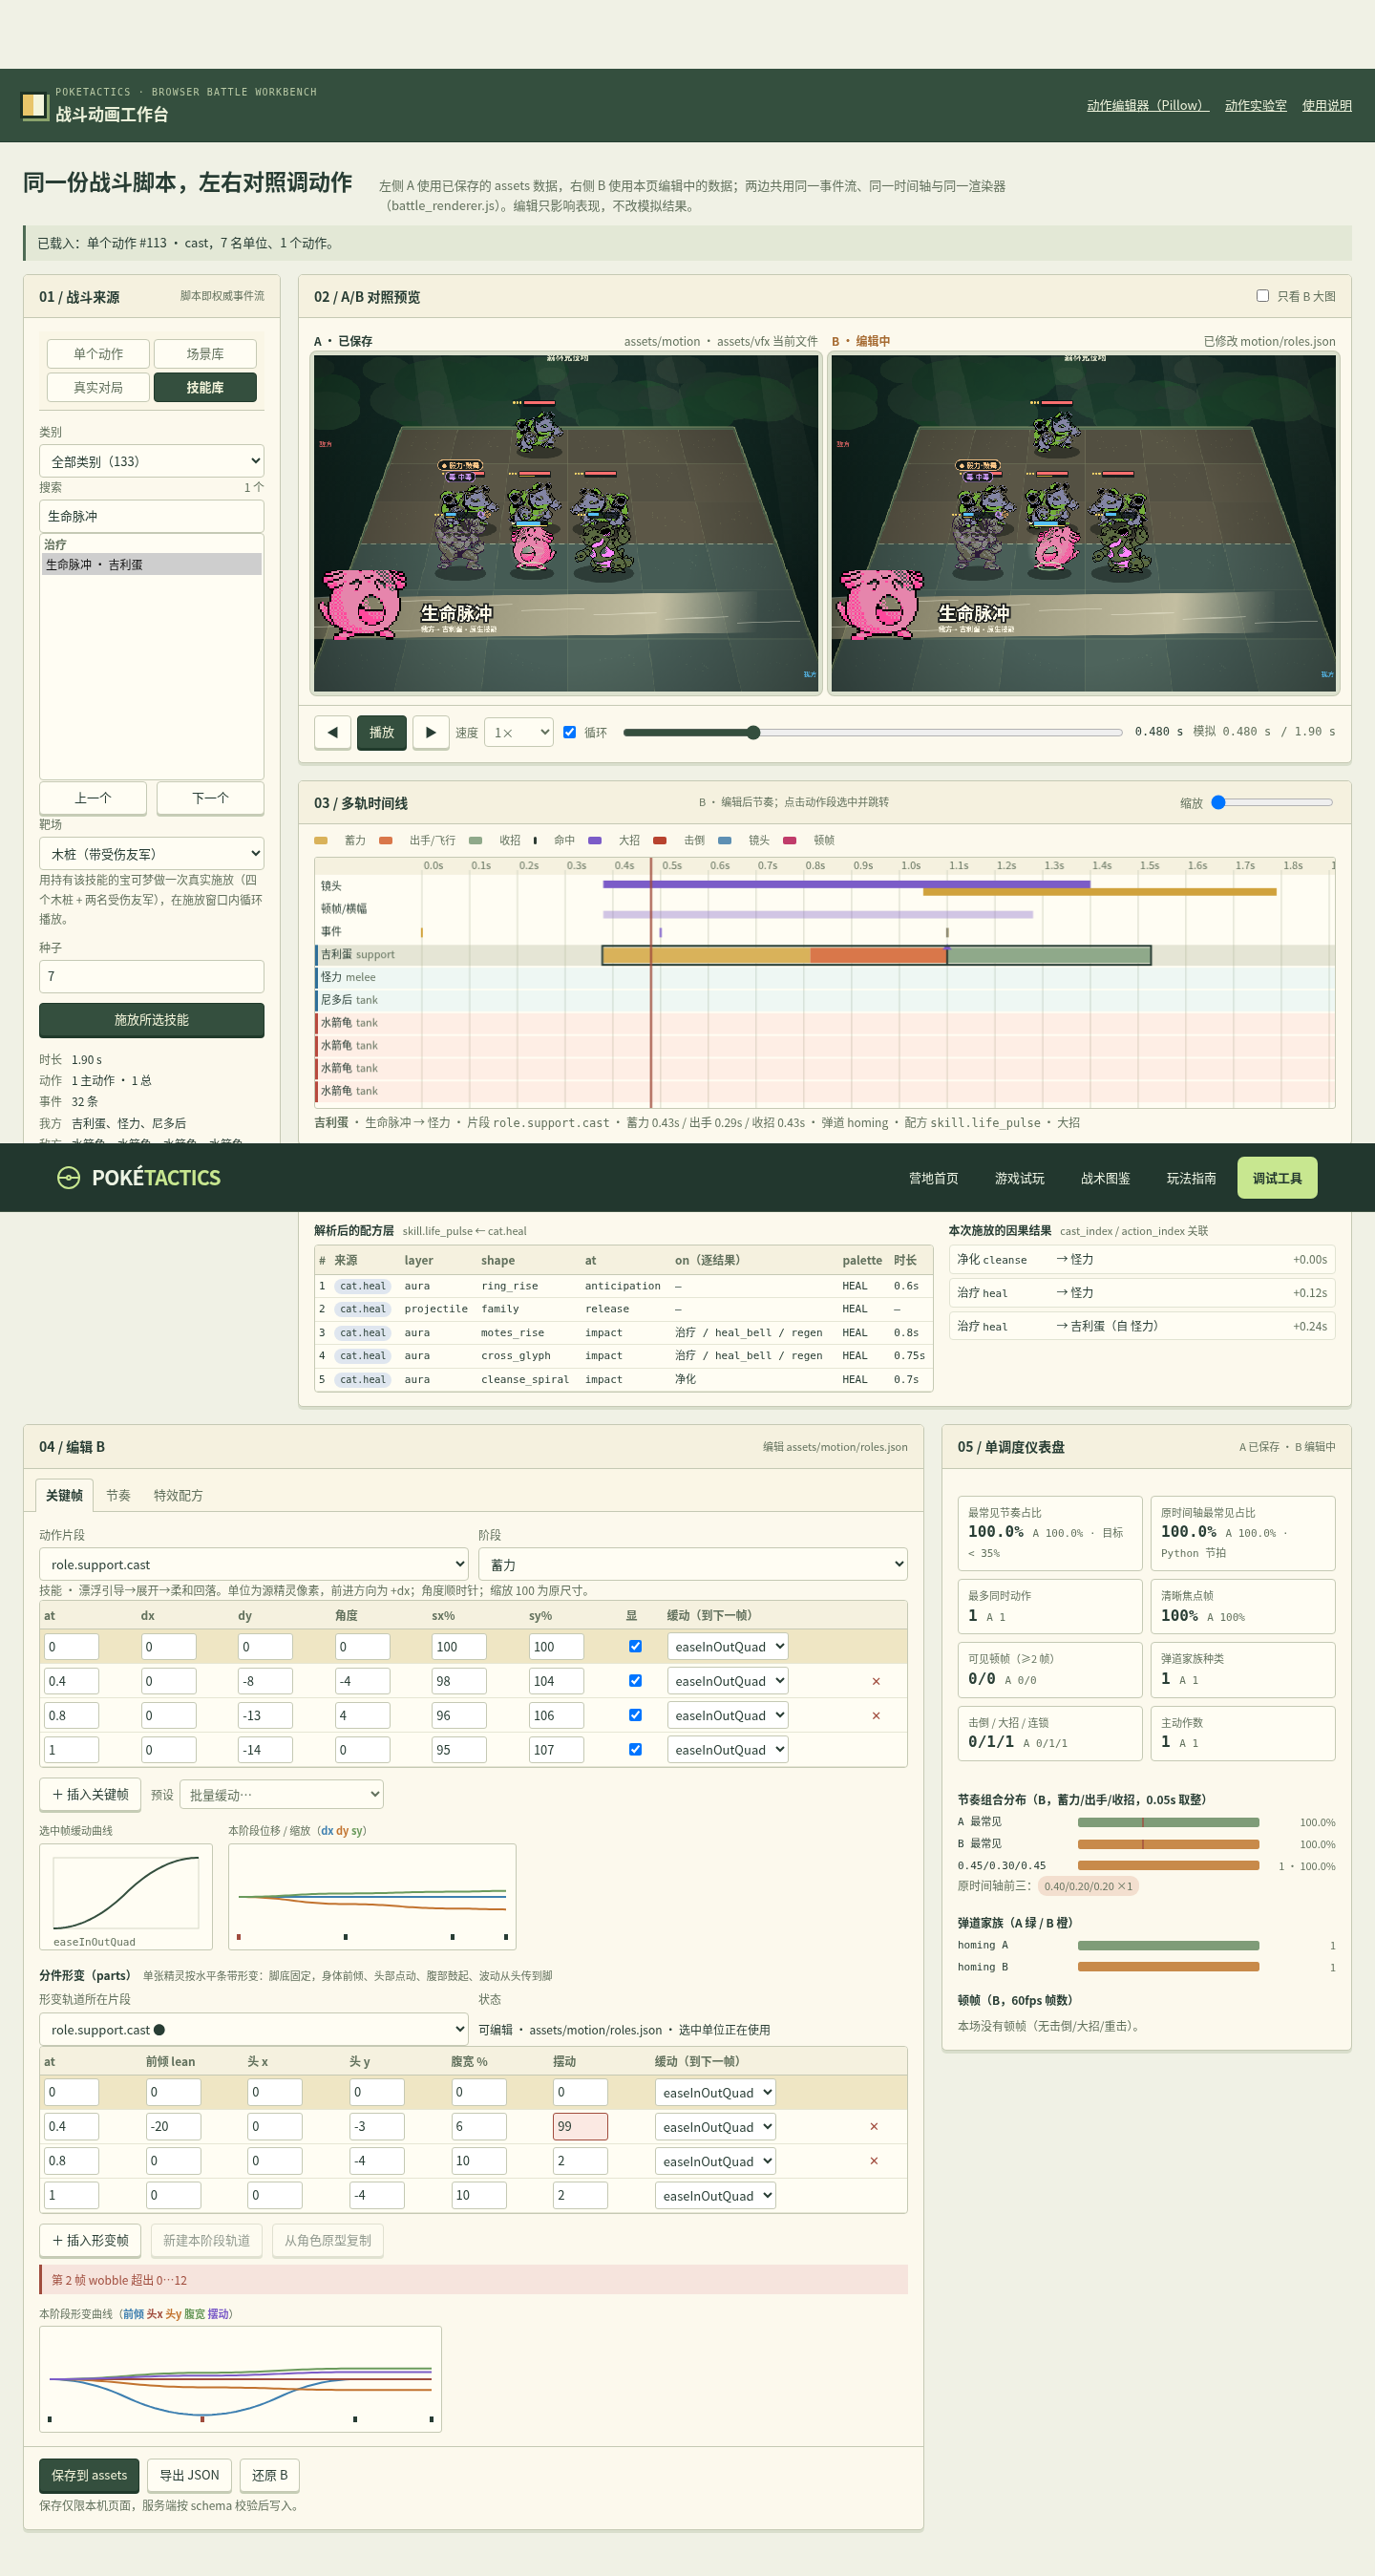 POKETACTICS · BROWSER BATTLE WORKBENCH
战斗动画工作台
动作编辑器（Pillow） 动作实验室 使用说明
同一份战斗脚本，左右对照调动作
左侧 A 使用已保存的 assets 数据，右侧 B 使用本页编辑中的数据；两边共用同一事件流、同一时间轴与同一渲染器
（battle_renderer.js）。编辑只影响表现，不改模拟结果。
已载入：单个动作 #113 · cast，7 名单位、1 个动作。
01 / 战斗来源 脚本即权威事件流
单个动作 场景库
真实对局 技能库
类别
全部类别（133）
搜索 1 个
生命脉冲
治疗
生命脉冲 · 吉利蛋
上一个 下一个
靶场
木桩（带受伤友军）
用持有该技能的宝可梦做一次真实施放（四
个木桩 + 两名受伤友军），在施放窗口内循环
播放。
种子
7
施放所选技能
时长 1.90 s
动作 1 主动作 · 1 总
事件 32 条
我方 吉利蛋、怪力、尼多后
02 / A/B 对照预览 只看 B 大图
A · 已保存 assets/motion · assets/vfx 当前文件
B · 编辑中 已修改 motion/roles.json
敌方
中毒
生命脉冲
我方
敌方
中毒
生命脉冲
我方
◀ 播放 ▶ 速度 1× 循环 0.480 s 模拟 0.480 s / 1.90 s
03 / 多轨时间线 B · 编辑后节奏；点击动作段选中并跳转 缩放
蓄力 出手/飞行 收招 命中 大招 击倒 镜头 顿帧
0.0s 0.1s 0.2s 0.3s 0.4s 0.5s 0.6s 0.7s 0.8s 0.9s 1.0s 1.1s 1.2s 1.3s 1.4s 1.5s 1.6s 1.7s 1.8s
镜头
顿帧/横幅
事件
吉利蛋 support
怪力 melee
尼多后 tank
水箭龟 tank
水箭龟 tank
水箭龟 tank
水箭龟 tank
吉利蛋 · 生命脉冲 → 怪力 · 片段 role.support.cast · 蓄力 0.43s / 出手 0.29s / 收招 0.43s · 弹道 homing · 配方 skill.life_pulse · 大招
POKÉTACTICS
营地首页 游戏试玩 战术图鉴 玩法指南 调试工具
解析后的配方层 skill.life_pulse ← cat.heal
# 来源 layer shape at on（逐结果） palette 时长
1 cat.heal aura ring_rise anticipation — HEAL 0.6s
2 cat.heal projectile family release — HEAL —
3 cat.heal aura motes_rise impact 治疗 / heal_bell / regen HEAL 0.8s
4 cat.heal aura cross_glyph impact 治疗 / heal_bell / regen HEAL 0.75s
5 cat.heal aura cleanse_spiral impact 净化 HEAL 0.7s
本次施放的因果结果 cast_index / action_index 关联
净化 cleanse → 怪力 +0.00s
治疗 heal → 怪力 +0.12s
治疗 heal → 吉利蛋（自 怪力） +0.24s
04 / 编辑 B 编辑 assets/motion/roles.json
关键帧 节奏 特效配方
动作片段 阶段
role.support.cast 蓄力
技能 · 漂浮引导→展开→柔和回落。单位为源精灵像素，前进方向为 +dx；角度顺时针；缩放 100 为原尺寸。
at dx dy 角度 sx% sy% 显 缓动（到下一帧）
0 0 0 0 100 100 easeInOutQuad
0.4 0 -8 -4 98 104 easeInOutQuad ×
0.8 0 -13 4 96 106 easeInOutQuad ×
1 0 -14 0 95 107 easeInOutQuad
＋ 插入关键帧 预设 批量缓动…
选中帧缓动曲线 本阶段位移 / 缩放（dx dy sy）
easeInOutQuad
分件形变（parts） 单张精灵按水平条带形变：脚底固定，身体前倾、头部点动、腹部鼓起、波动从头传到脚
形变轨道所在片段 状态
role.support.cast ● 可编辑 · assets/motion/roles.json · 选中单位正在使用
at 前倾 lean 头 x 头 y 腹宽 % 摆动 缓动（到下一帧）
0 0 0 0 0 0 easeInOutQuad
0.4 -20 0 -3 6 99 easeInOutQuad ×
0.8 0 0 -4 10 2 easeInOutQuad ×
1 0 0 -4 10 2 easeInOutQuad
＋ 插入形变帧 新建本阶段轨道 从角色原型复制
第 2 帧 wobble 超出 0…12
本阶段形变曲线（前倾 头x 头y 腹宽 摆动）
保存到 assets 导出 JSON 还原 B
保存仅限本机页面，服务端按 schema 校验后写入。
05 / 单调度仪表盘 A 已保存 · B 编辑中
最常见节奏占比
100.0% A 100.0% · 目标
< 35%
原时间轴最常见占比
100.0% A 100.0% ·
Python 节拍
最多同时动作
1 A 1
清晰焦点帧
100% A 100%
可见顿帧（≥2 帧）
0/0 A 0/0
弹道家族种类
1 A 1
击倒 / 大招 / 连锁
0/1/1 A 0/1/1
主动作数
1 A 1
节奏组合分布（B，蓄力/出手/收招，0.05s 取整）
A 最常见 100.0%
B 最常见 100.0%
0.45/0.30/0.45 1 · 100.0%
原时间轴前三： 0.40/0.20/0.20 ×1
弹道家族（A 绿 / B 橙）
homing A 1
homing B 1
顿帧（B，60fps 帧数）
本场没有顿帧（无击倒/大招/重击）。